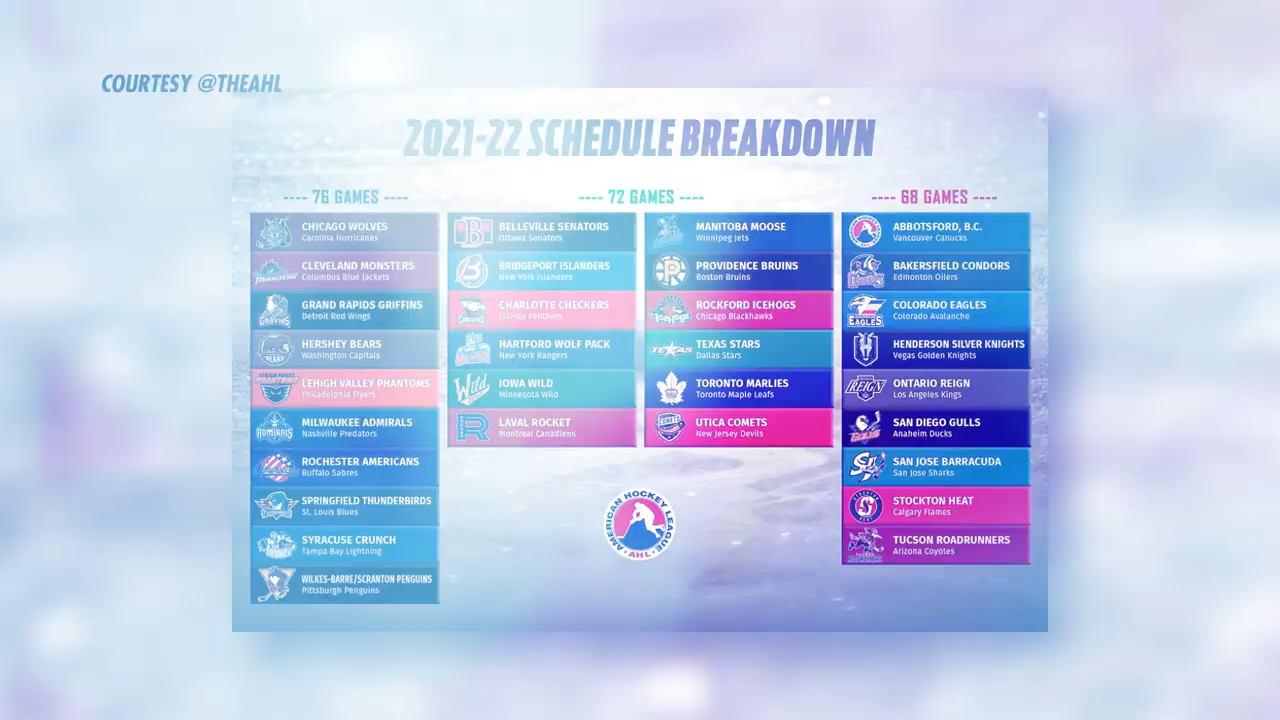 COURTESY @THEAHL
2021-22 SCHEDULE BREAKDOWN
---- 76 GAMES ----
CHICAGO WOLVES
Carolina Hurricanes
CLEVELAND MONSTERS
Columbus Blue Jackets
GRAND RAPIDS GRIFFINS
Detroit Red Wings
HERSHEY BEARS
Washington Capitals
LEHIGH VALLEY PHANTOMS
Philadelphia Flyers
MILWAUKEE ADMIRALS
Nashville Predators
ROCHESTER AMERICANS
Buffalo Sabres
SPRINGFIELD THUNDERBIRDS
St. Louis Blues
SYRACUSE CRUNCH
Tampa Bay Lightning
WILKES-BARRE/SCRANTON PENGUINS
Pittsburgh Penguins
---- 72 GAMES ----
BELLEVILLE SENATORS
Ottawa Senators
BRIDGEPORT ISLANDERS
New York Islanders
CHARLOTTE CHECKERS
Florida Panthers
HARTFORD WOLF PACK
New York Rangers
IOWA WILD
Minnesota Wild
LAVAL ROCKET
Montreal Canadiens
MANITOBA MOOSE
Winnipeg Jets
PROVIDENCE BRUINS
Boston Bruins
ROCKFORD ICEHOGS
Chicago Blackhawks
TEXAS STARS
Dallas Stars
TORONTO MARLIES
Toronto Maple Leafs
UTICA COMETS
New Jersey Devils
---- 68 GAMES ----
ABBOTSFORD, B.C.
Vancouver Canucks
BAKERSFIELD CONDORS
Edmonton Oilers
COLORADO EAGLES
Colorado Avalanche
HENDERSON SILVER KNIGHTS
Vegas Golden Knights
ONTARIO REIGN
Los Angeles Kings
SAN DIEGO GULLS
Anaheim Ducks
SAN JOSE BARRACUDA
San Jose Sharks
STOCKTON HEAT
Calgary Flames
TUCSON ROADRUNNERS
Arizona Coyotes
AMERICAN HOCKEY LEAGUE
AHL